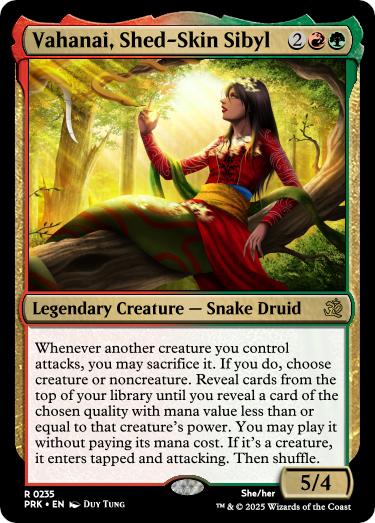 Vahanai, Shed-Skin Sibyl 2
Legendary Creature — Snake Druid
Whenever another creature you control
attacks, you may sacrifice it. If you do, choose
creature or noncreature. Reveal cards from the
top of your library until you reveal a card of the
chosen quality with mana value less than or
equal to that creature's power. You may play it
without paying its mana cost. If it's a creature,
it enters tapped and attacking. Then shuffle.
5/4
R 0235 She/her
PRK • EN Duy Tung ™ & © 2025 Wizards of the Coast